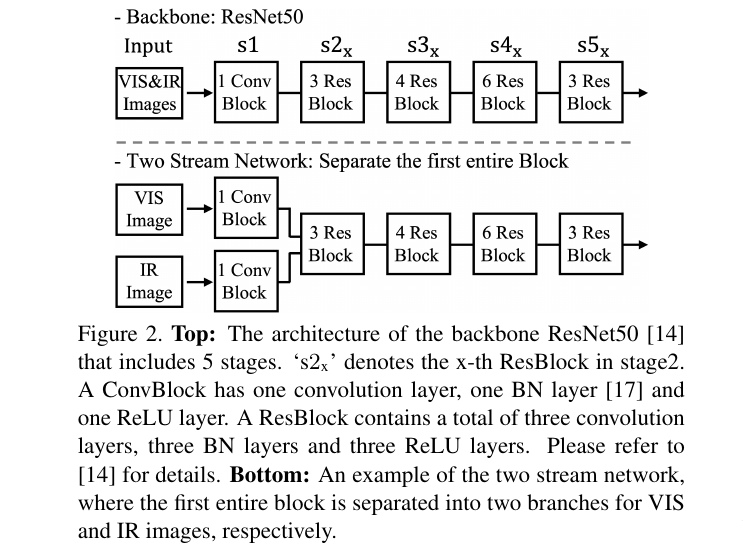 - Backbone: ResNet50
Input s1 s2ₓ s3ₓ s4ₓ s5ₓ
VIS&IR 1 Conv 3 Res 4 Res 6 Res 3 Res
Images Block Block Block Block Block
- Two Stream Network: Separate the first entire Block
VIS 1 Conv
Image Block
3 Res 4 Res 6 Res 3 Res
Block Block Block Block
IR 1 Conv
Image Block
Figure 2. Top: The architecture of the backbone ResNet50 [14]
that includes 5 stages. ‘s2ₓ’ denotes the x-th ResBlock in stage2.
A ConvBlock has one convolution layer, one BN layer [17] and
one ReLU layer. A ResBlock contains a total of three convolution
layers, three BN layers and three ReLU layers. Please refer to
[14] for details. Bottom: An example of the two stream network,
where the first entire block is separated into two branches for VIS
and IR images, respectively.